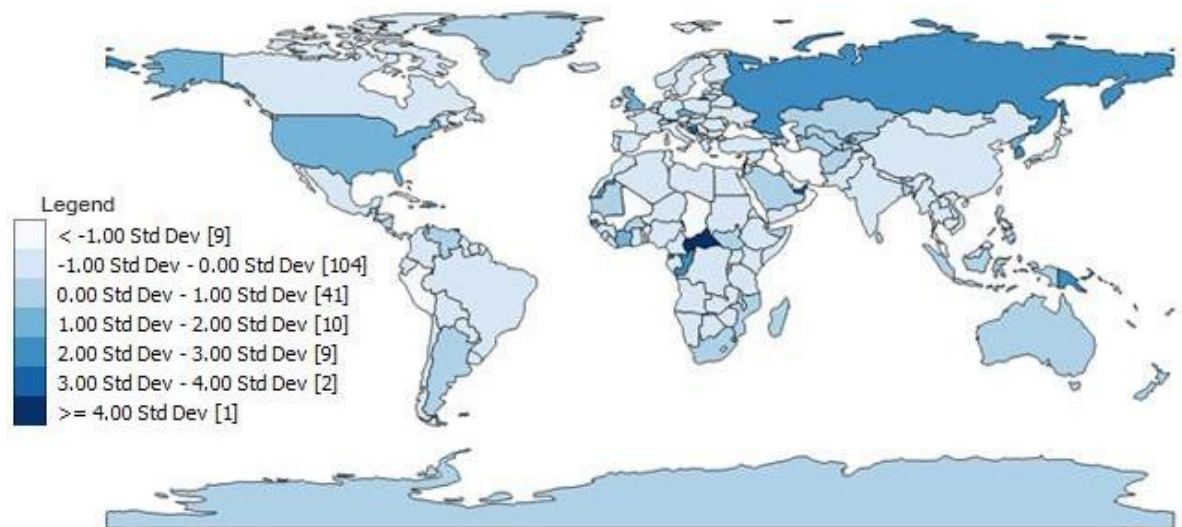 Legend
< -1.00 Std Dev [9]
-1.00 Std Dev - 0.00 Std Dev [104]
0.00 Std Dev - 1.00 Std Dev [41]
1.00 Std Dev - 2.00 Std Dev [10]
2.00 Std Dev - 3.00 Std Dev [9]
3.00 Std Dev - 4.00 Std Dev [2]
>= 4.00 Std Dev [1]